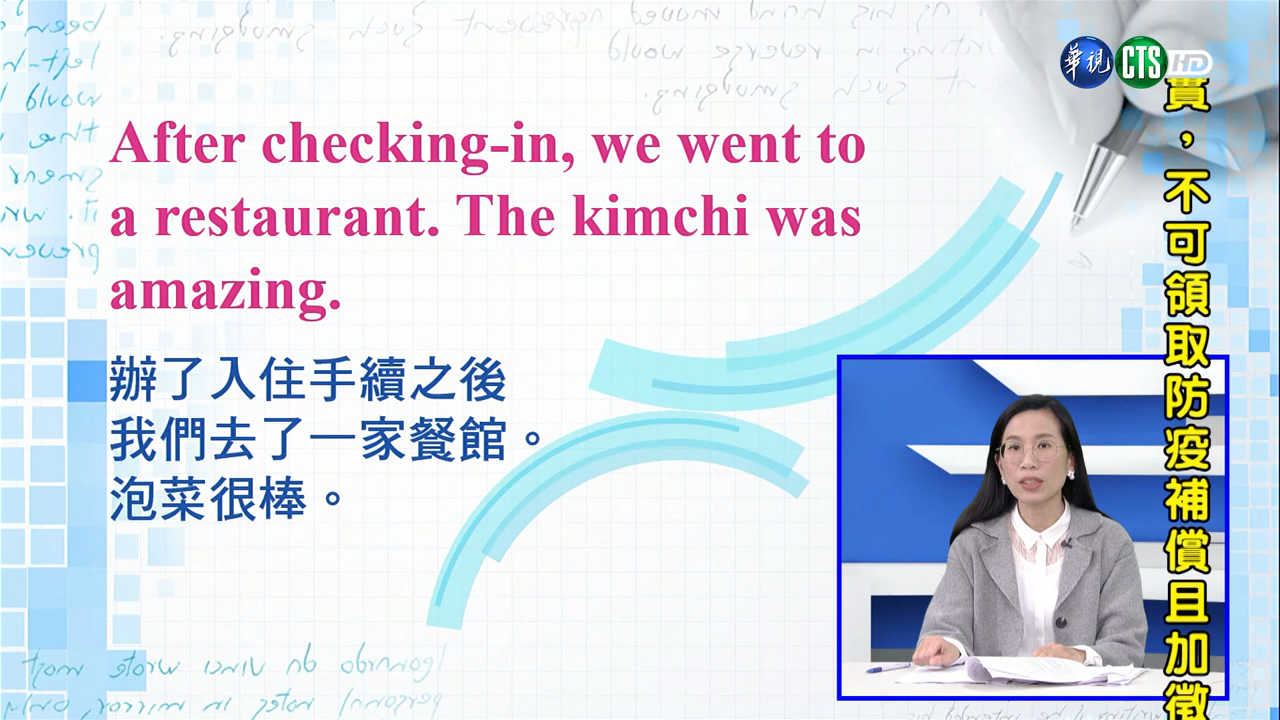 After checking-in, we went to
a restaurant. The kimchi was
amazing.
辦了入住手續之後
我們去了一家餐館。
泡菜很棒。
華視 CTS HD
實，不可領取防疫補償且加徵